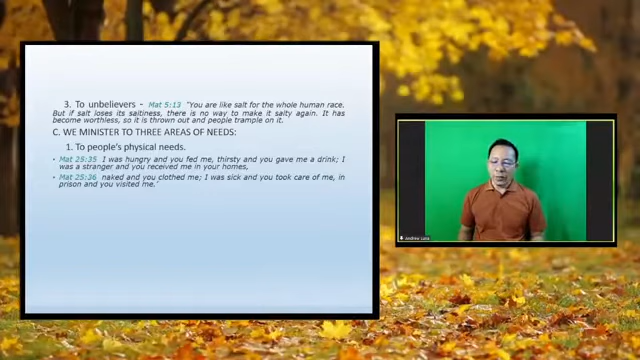 3. To unbelievers - Mat 5:13 "You are like salt for the whole human race.
But if salt loses its saltiness, there is no way to make it salty again. It has
become worthless, so it is thrown out and people trample on it.
C. WE MINISTER TO THREE AREAS OF NEEDS:
1. To people's physical needs.
• Mat 25:35 I was hungry and you fed me, thirsty and you gave me a drink; I
was a stranger and you received me in your homes,
• Mat 25:36 naked and you clothed me; I was sick and you took care of me, in
prison and you visited me.'